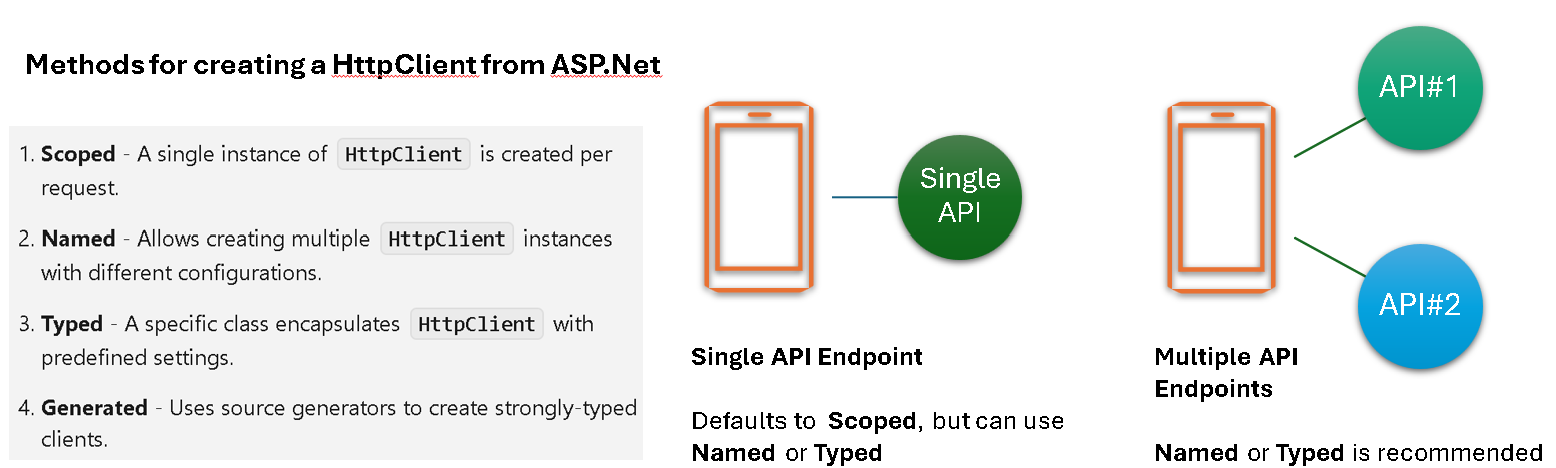 Methods for creating a HttpClient from ASP.Net
1. Scoped - A single instance of HttpClient is created per
request.
2. Named - Allows creating multiple HttpClient instances
with different configurations.
3. Typed - A specific class encapsulates HttpClient with
predefined settings.
4. Generated - Uses source generators to create strongly-typed
clients.
Single
API
Single API Endpoint
Defaults to Scoped, but can use
Named or Typed
API#1
API#2
Multiple API
Endpoints
Named or Typed is recommended